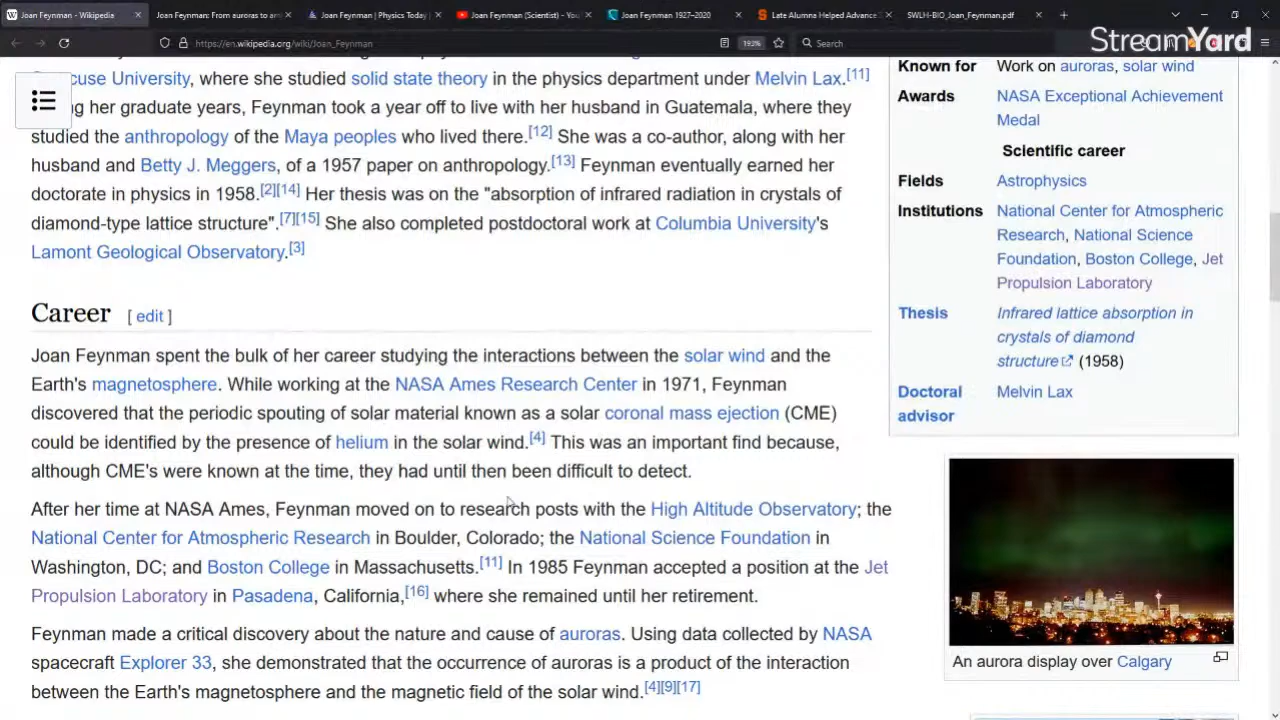 Joan Feynman - Wikipedia
Joan Feynman: From auroras to an
Joan Feynman | Physics Today
Joan Feynman (Scientist) - You
Joan Feynman 1927–2020
Late Alumna Helped Advance
SWLH-BIO_Joan_Feynman.pdf
https://en.wikipedia.org/wiki/Joan_Feynman
193%
Search
StreamYard
cuse University, where she studied solid state theory in the physics department under Melvin Lax.[11]
g her graduate years, Feynman took a year off to live with her husband in Guatemala, where they
studied the anthropology of the Maya peoples who lived there.[12] She was a co-author, along with her
husband and Betty J. Meggers, of a 1957 paper on anthropology.[13] Feynman eventually earned her
doctorate in physics in 1958.[2][14] Her thesis was on the "absorption of infrared radiation in crystals of
diamond-type lattice structure".[7][15] She also completed postdoctoral work at Columbia University's
Lamont Geological Observatory.[3]
Career [ edit ]
Joan Feynman spent the bulk of her career studying the interactions between the solar wind and the
Earth's magnetosphere. While working at the NASA Ames Research Center in 1971, Feynman
discovered that the periodic spouting of solar material known as a solar coronal mass ejection (CME)
could be identified by the presence of helium in the solar wind.[4] This was an important find because,
although CME's were known at the time, they had until then been difficult to detect.
After her time at NASA Ames, Feynman moved on to research posts with the High Altitude Observatory; the
National Center for Atmospheric Research in Boulder, Colorado; the National Science Foundation in
Washington, DC; and Boston College in Massachusetts.[11] In 1985 Feynman accepted a position at the Jet
Propulsion Laboratory in Pasadena, California,[16] where she remained until her retirement.
Feynman made a critical discovery about the nature and cause of auroras. Using data collected by NASA
spacecraft Explorer 33, she demonstrated that the occurrence of auroras is a product of the interaction
between the Earth's magnetosphere and the magnetic field of the solar wind.[4][9][17]
Known for Work on auroras, solar wind
Awards NASA Exceptional Achievement
Medal
Scientific career
Fields Astrophysics
Institutions National Center for Atmospheric
Research, National Science
Foundation, Boston College, Jet
Propulsion Laboratory
Thesis Infrared lattice absorption in
crystals of diamond
structure (1958)
Doctoral advisor Melvin Lax
An aurora display over Calgary